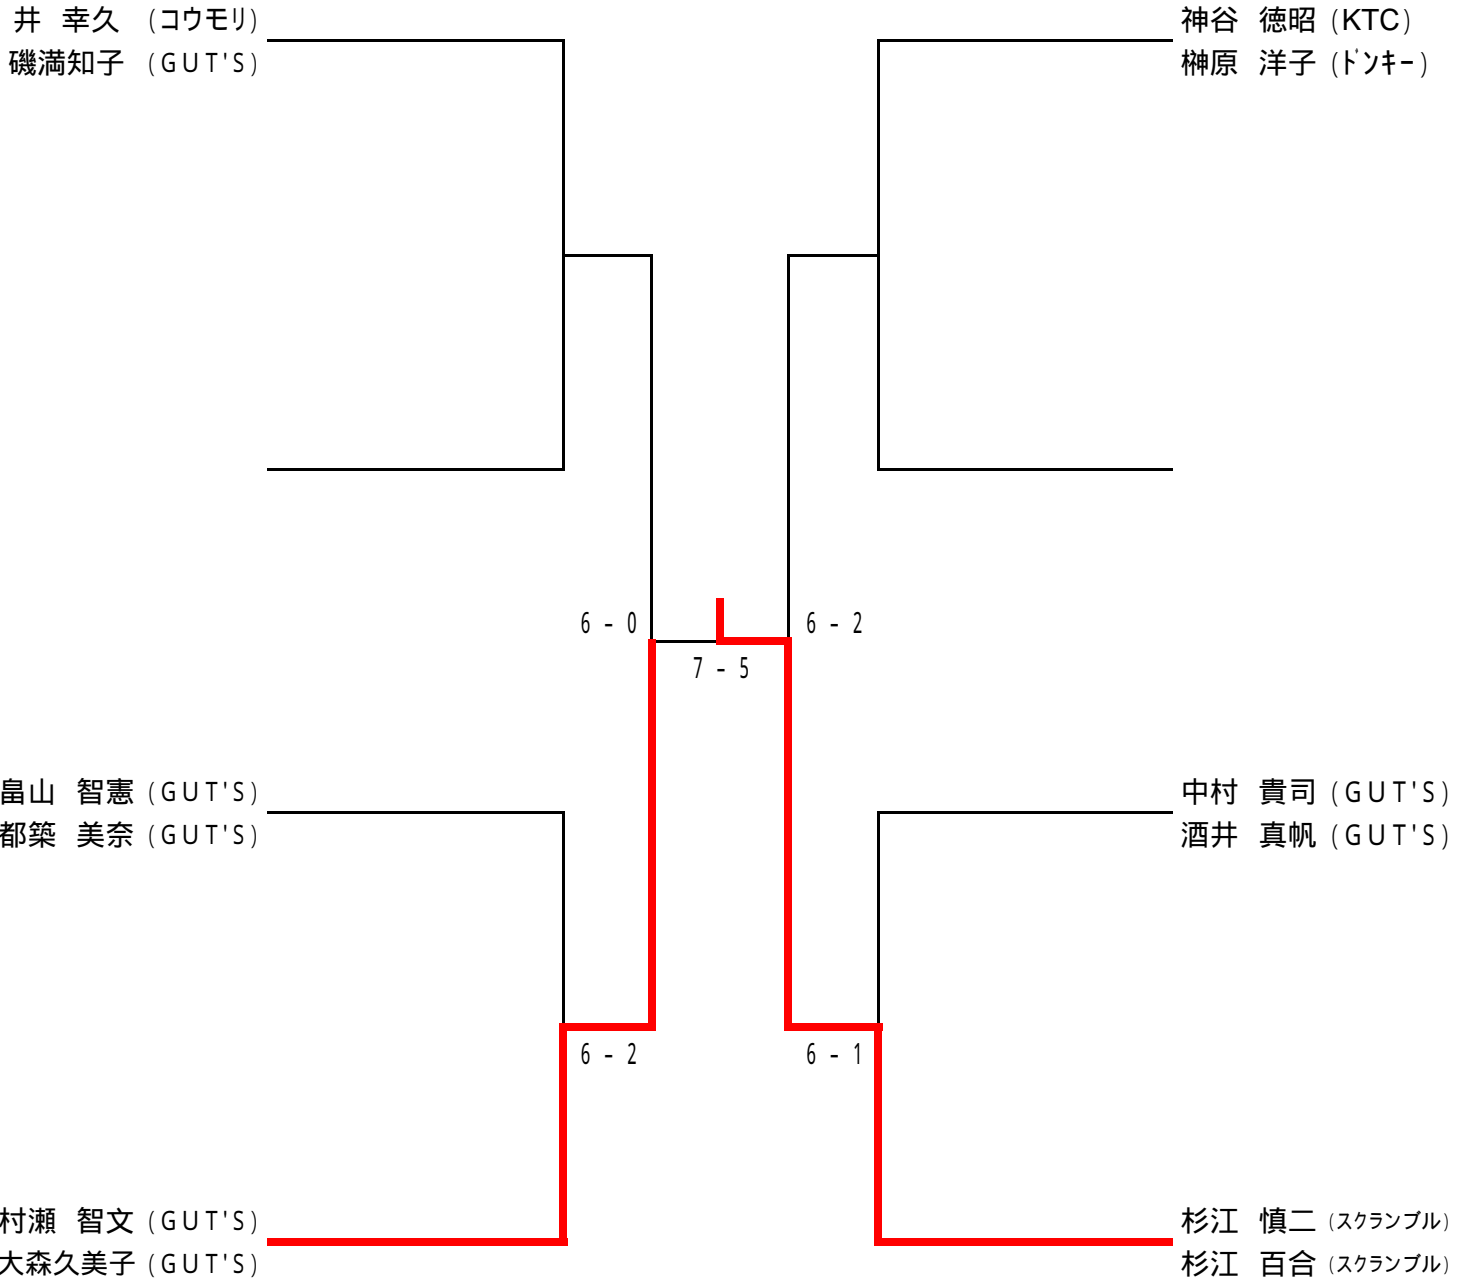 井 幸久 (コウモリ)
磯満知子 (GUT'S)
神谷 徳昭 (KTC)
榊原 洋子 (ドンキー)
6 - 0
6 - 2
7 - 5
畠山 智憲 (GUT'S)
都築 美奈 (GUT'S)
中村 貴司 (GUT'S)
酒井 真帆 (GUT'S)
6 - 2
6 - 1
村瀬 智文 (GUT'S)
大森久美子 (GUT'S)
杉江 慎二 (スクランブル)
杉江 百合 (スクランブル)